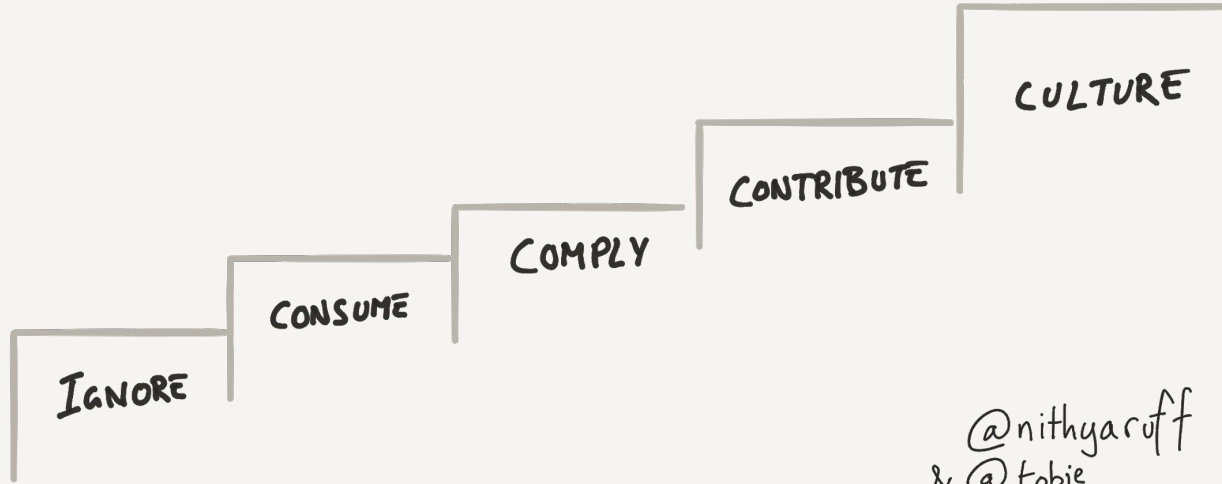 CULTURE
CONTRIBUTE
COMPLY
CONSUME
IGNORE
@nithyaruff
& @tobie